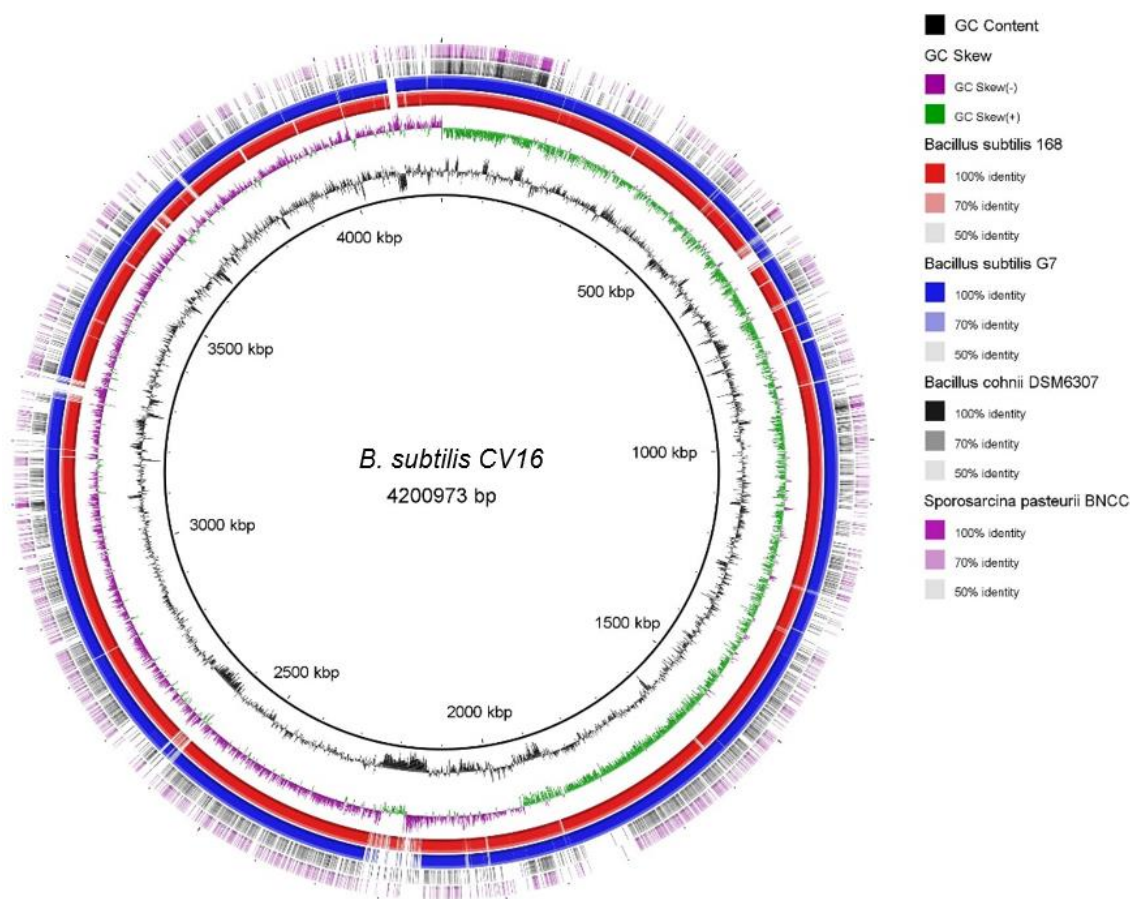 4000 kbp
500 kbp
3500 kbp
1000 kbp
B. subtilis CV16
4200973 bp
3000 kbp
1500 kbp
2500 kbp
2000 kbp
GC Content
GC Skew
GC Skew(-)
GC Skew(+)
Bacillus subtilis 168
100% identity
70% identity
50% identity
Bacillus subtilis G7
100% identity
70% identity
50% identity
Bacillus cohnii DSM6307
100% identity
70% identity
50% identity
Sporosarcina pasteurii BNCC
100% identity
70% identity
50% identity